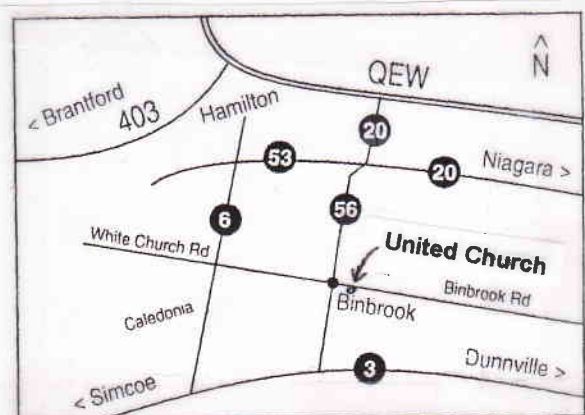 ^
N
QEW
< Brantford
403
Hamilton
20
53
20
Niagara >
6
56
White Church Rd
United Church
Binbrook Rd
Binbrook
Caledonia
3
Dunnville >
< Simcoe